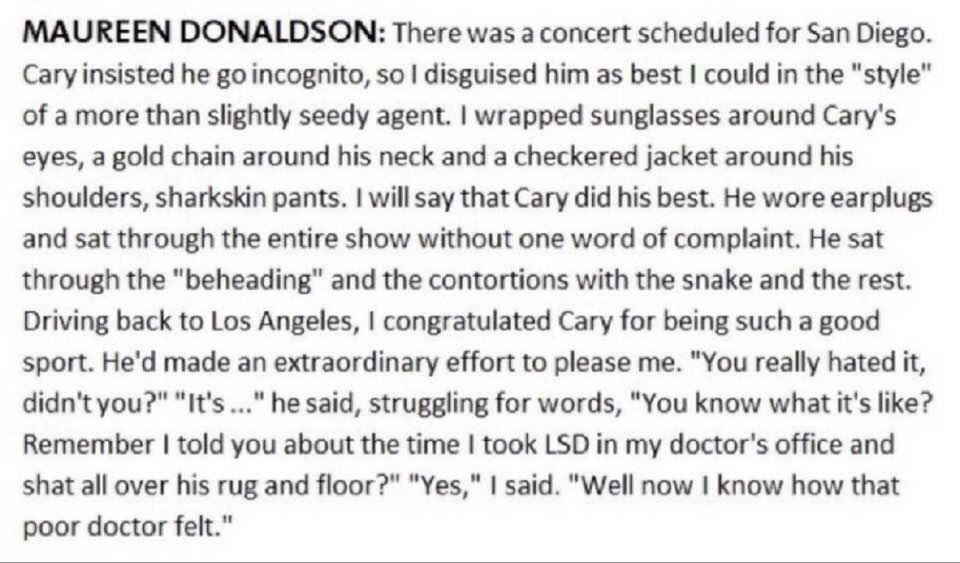 MAUREEN DONALDSON: There was a concert scheduled for San Diego.
Cary insisted he go incognito, so I disguised him as best I could in the "style"
of a more than slightly seedy agent. I wrapped sunglasses around Cary's
eyes, a gold chain around his neck and a checkered jacket around his
shoulders, sharkskin pants. I will say that Cary did his best. He wore earplugs
and sat through the entire show without one word of complaint. He sat
through the "beheading" and the contortions with the snake and the rest.
Driving back to Los Angeles, I congratulated Cary for being such a good
sport. He'd made an extraordinary effort to please me. "You really hated it,
didn't you?" "It's ..." he said, struggling for words, "You know what it's like?
Remember I told you about the time I took LSD in my doctor's office and
shat all over his rug and floor?" "Yes," I said. "Well now I know how that
poor doctor felt."